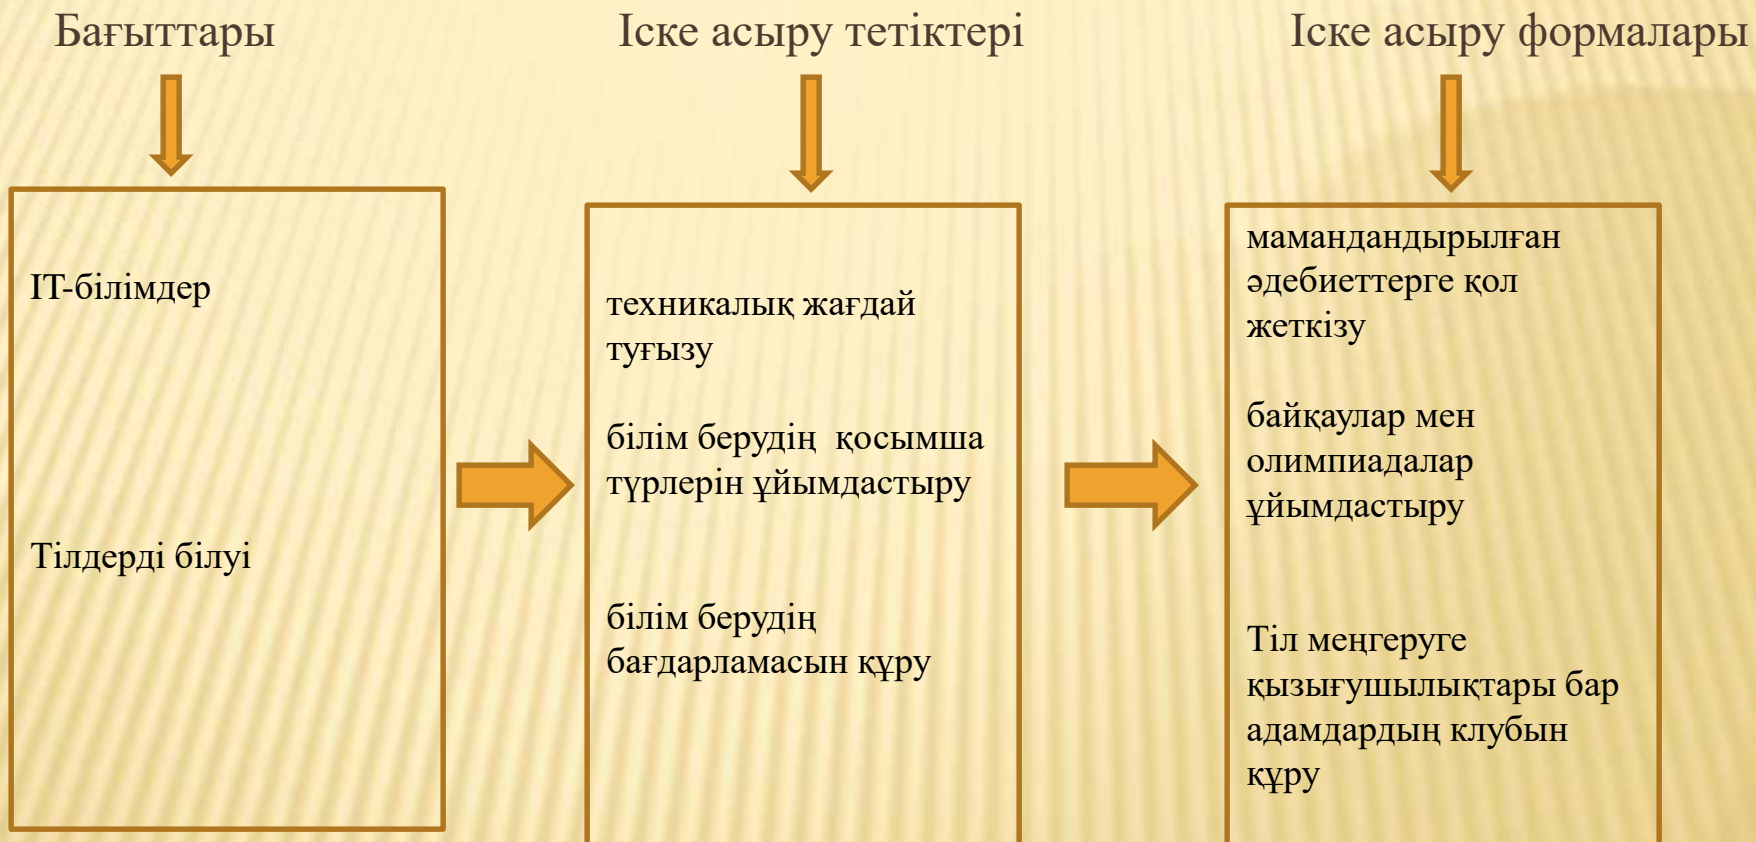 Бағыттары
Іске асыру тетіктері
Іске асыру формалары
ІТ-білімдер
Тілдерді білуі
техникалық жағдай
туғызу
білім берудің  қосымша
түрлерін ұйымдастыру
білім берудің
бағдарламасын құру
мамандандырылған
әдебиеттерге қол
жеткізу
байқаулар мен
олимпиадалар
ұйымдастыру
Тіл меңгеруге
қызығушылықтары бар
адамдардың клубын
құру